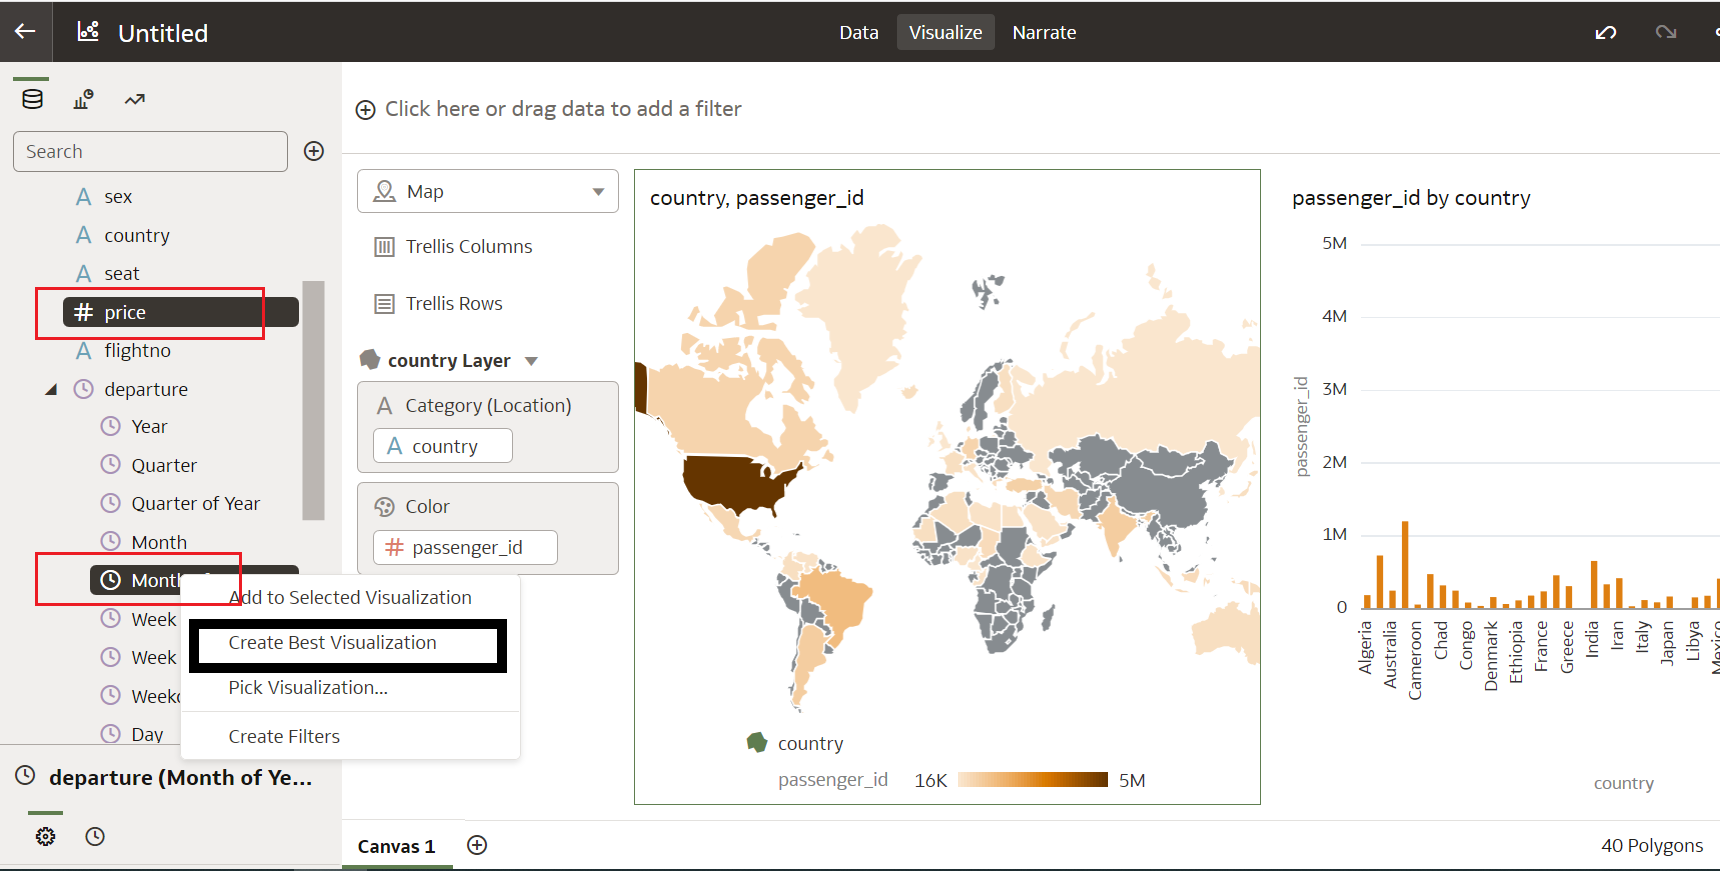 Untitled
Data
Visualize
Narrate
Search
A sex
A country
A seat
# price
A flightno
departure
Year
Quarter
Quarter of Year
Month
Month
Week
Week
Day
departure (Month of Ye...
Add to Selected Visualization
Create Best Visualization
Pick Visualization...
Create Filters
Click here or drag data to add a filter
Map
Trellis Columns
Trellis Rows
country Layer
A Category (Location)
A country
Color
# passenger_id
country, passenger_id
country
passenger_id 16K 5M
passenger_id by country
passenger_id
5M
4M
3M
2M
1M
0
Algeria
Australia
Cameroon
Chad
Congo
Denmark
Ethiopia
France
Greece
India
Iran
Italy
Japan
Libya
Mexico
country
Canvas 1
40 Polygons